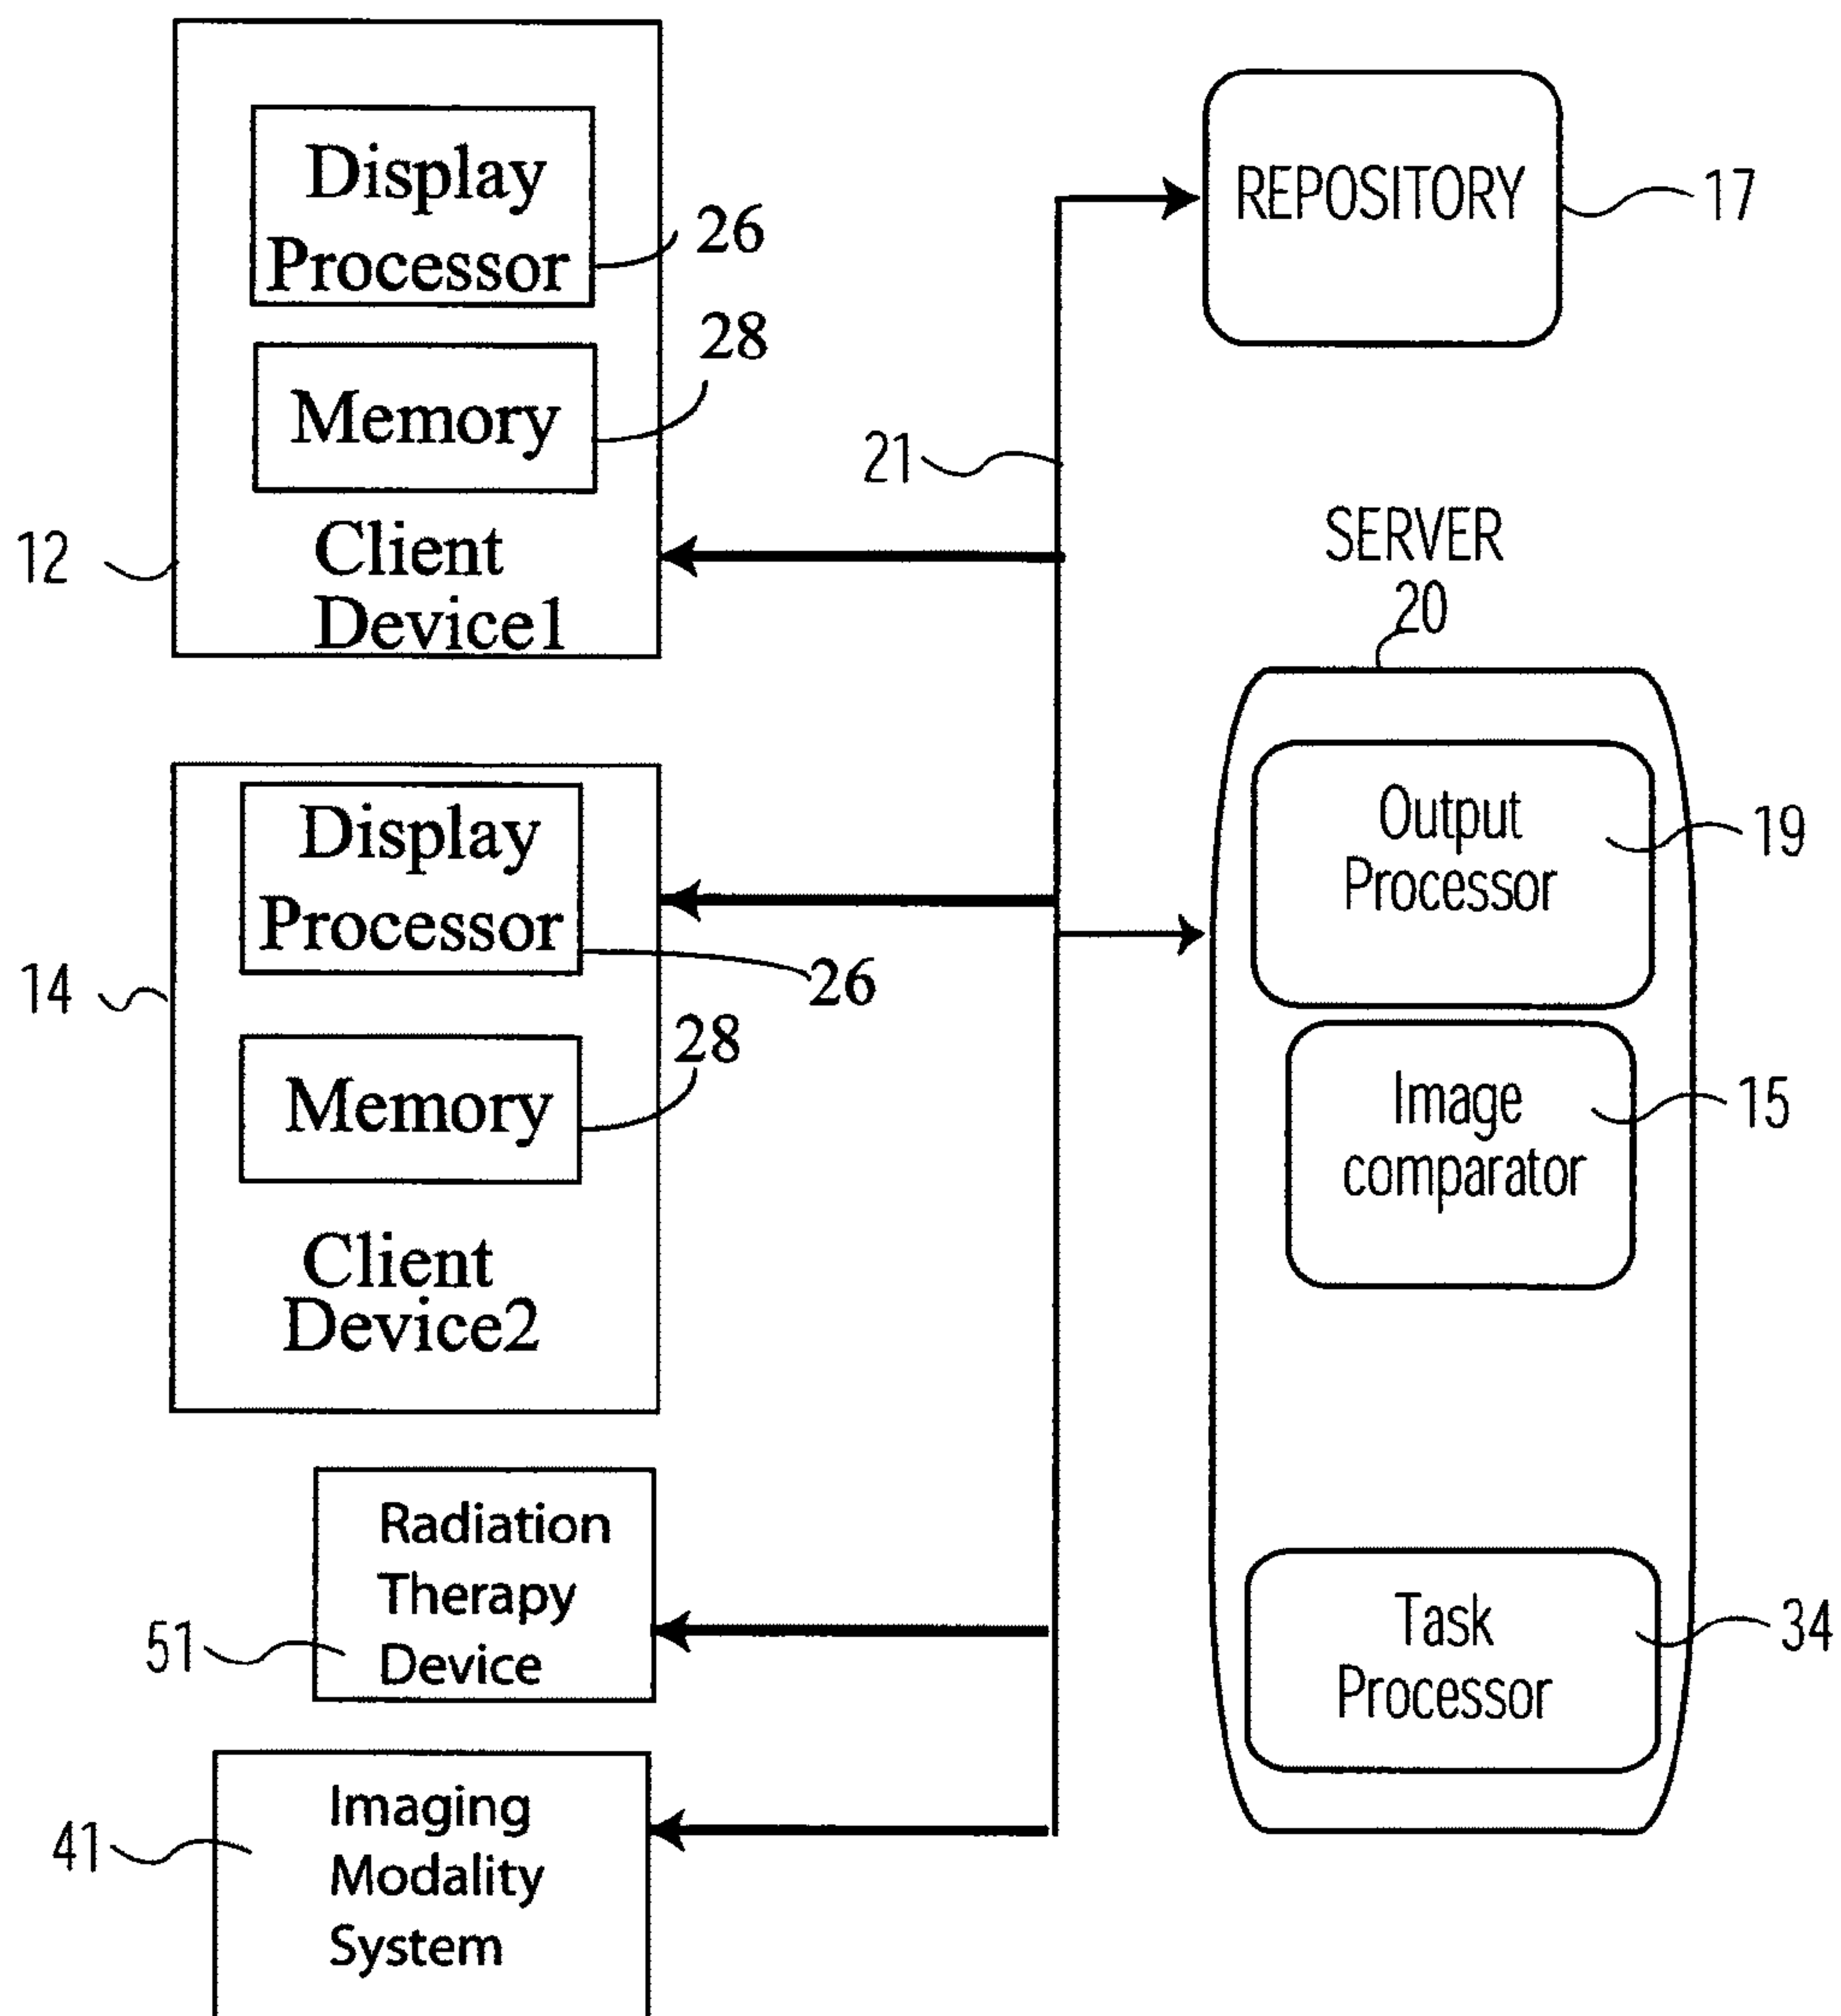 Display
Processor
26
28
Memory
12
Client
Device1
Display
Processor
26
14
28
Memory
Client
Device2
Radiation
Therapy
Device
51
Imaging
Modality
System
41
21
REPOSITORY
17
SERVER
20
Output
Processor
19
Image
comparator
15
Task
Processor
34